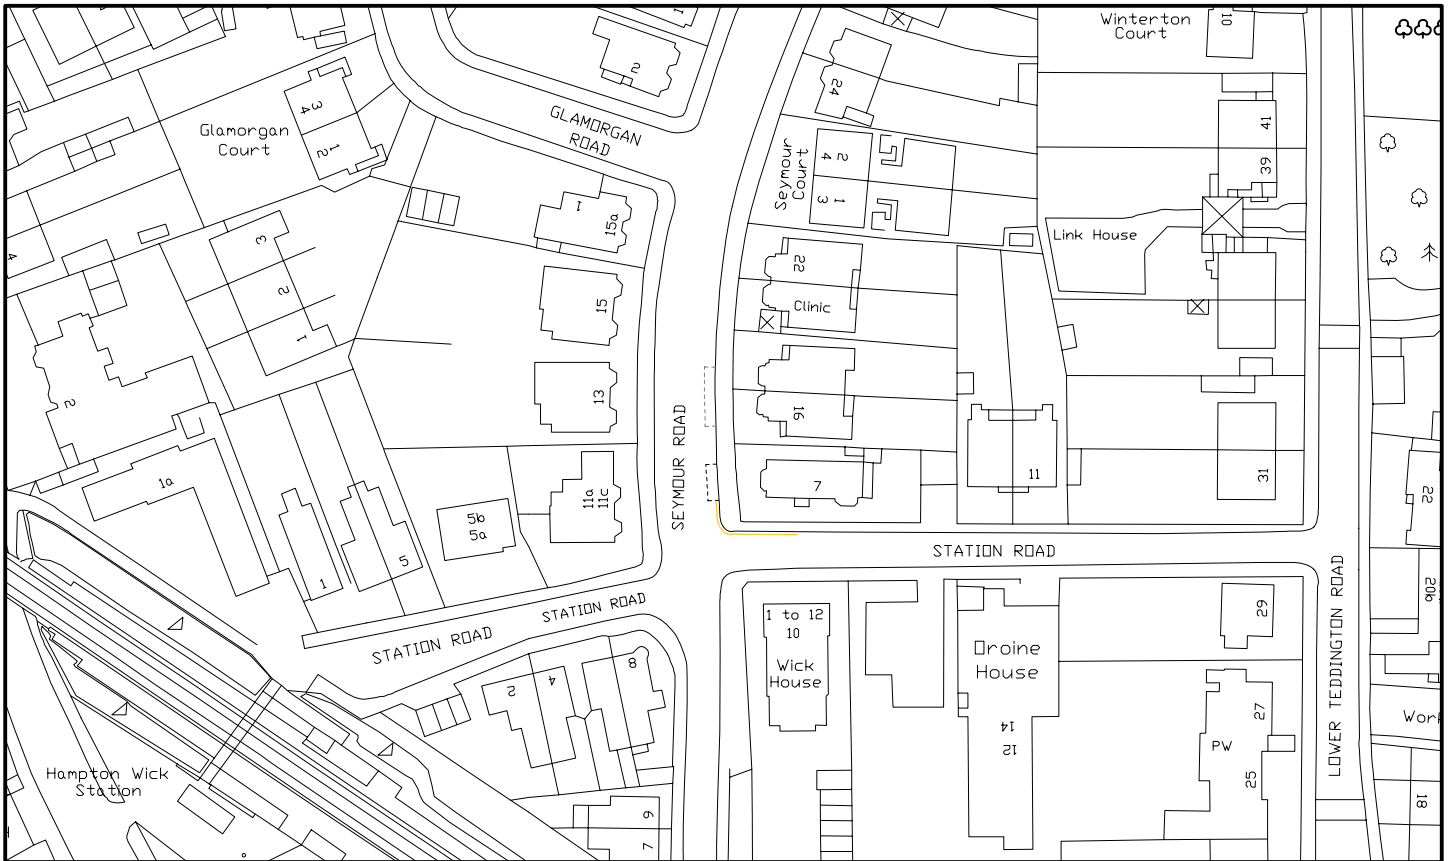 Winterton
Court
10
1
2
24
3
4
1
2
Glamorgan
Court
GLAMORGAN
ROAD
Seymour
Court
2
4
1
3
41
39
1
15a
Link House
4
3
2
1
22
Clinic
15
13
16
2
SEYMOUR ROAD
1a
7
11
31
22
11a
11c
5b
5a
5
1
STATION ROAD
STATION ROAD
STATION ROAD
LOWER TEDDINGTON ROAD
20b
29
1 to 12
10
Wick
House
Oroine
House
14
12
2
4
8
27
PW
25
Hampton Wick
Station
9
7
18